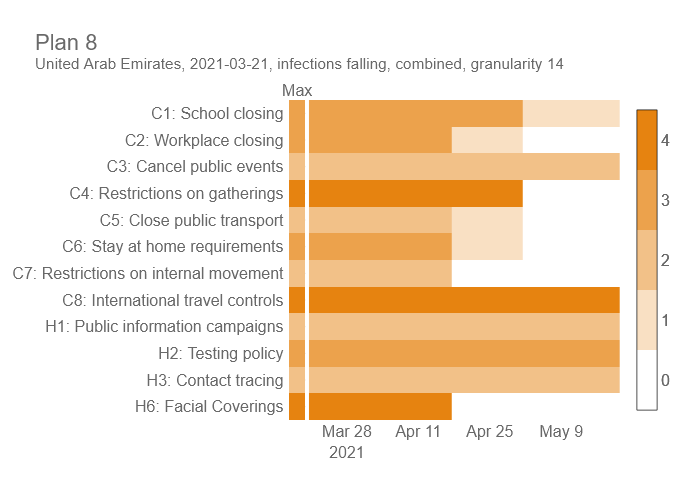 Plan 8
United Arab Emirates, 2021-03-21, infections falling, combined, granularity 14
Max
C1: School closing
C2: Workplace closing
C3: Cancel public events
C4: Restrictions on gatherings
C5: Close public transport
C6: Stay at home requirements
C7: Restrictions on internal movement
C8: International travel controls
H1: Public information campaigns
H2: Testing policy
H3: Contact tracing
H6: Facial Coverings
Mar 28 Apr 11 Apr 25 May 9
2021
4
3
2
1
0